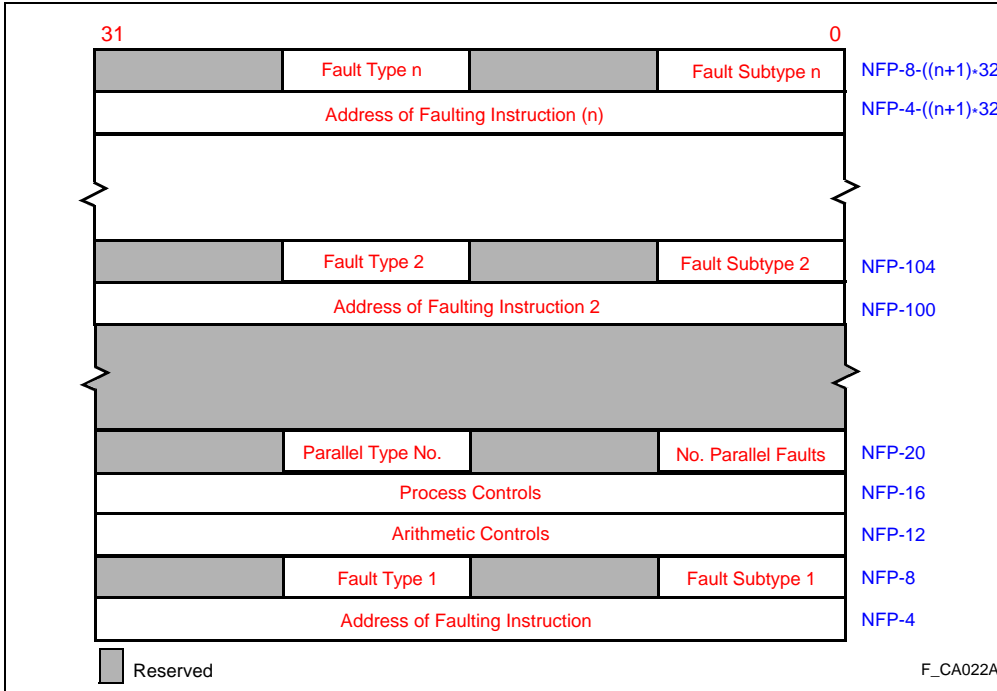 31 0
Fault Type n Fault Subtype n NFP-8-((n+1)*32
Address of Faulting Instruction (n) NFP-4-((n+1)*32
Fault Type 2 Fault Subtype 2 NFP-104
Address of Faulting Instruction 2 NFP-100
Parallel Type No. No. Parallel Faults NFP-20
Process Controls NFP-16
Arithmetic Controls NFP-12
Fault Type 1 Fault Subtype 1 NFP-8
Address of Faulting Instruction NFP-4
Reserved F_CA022A